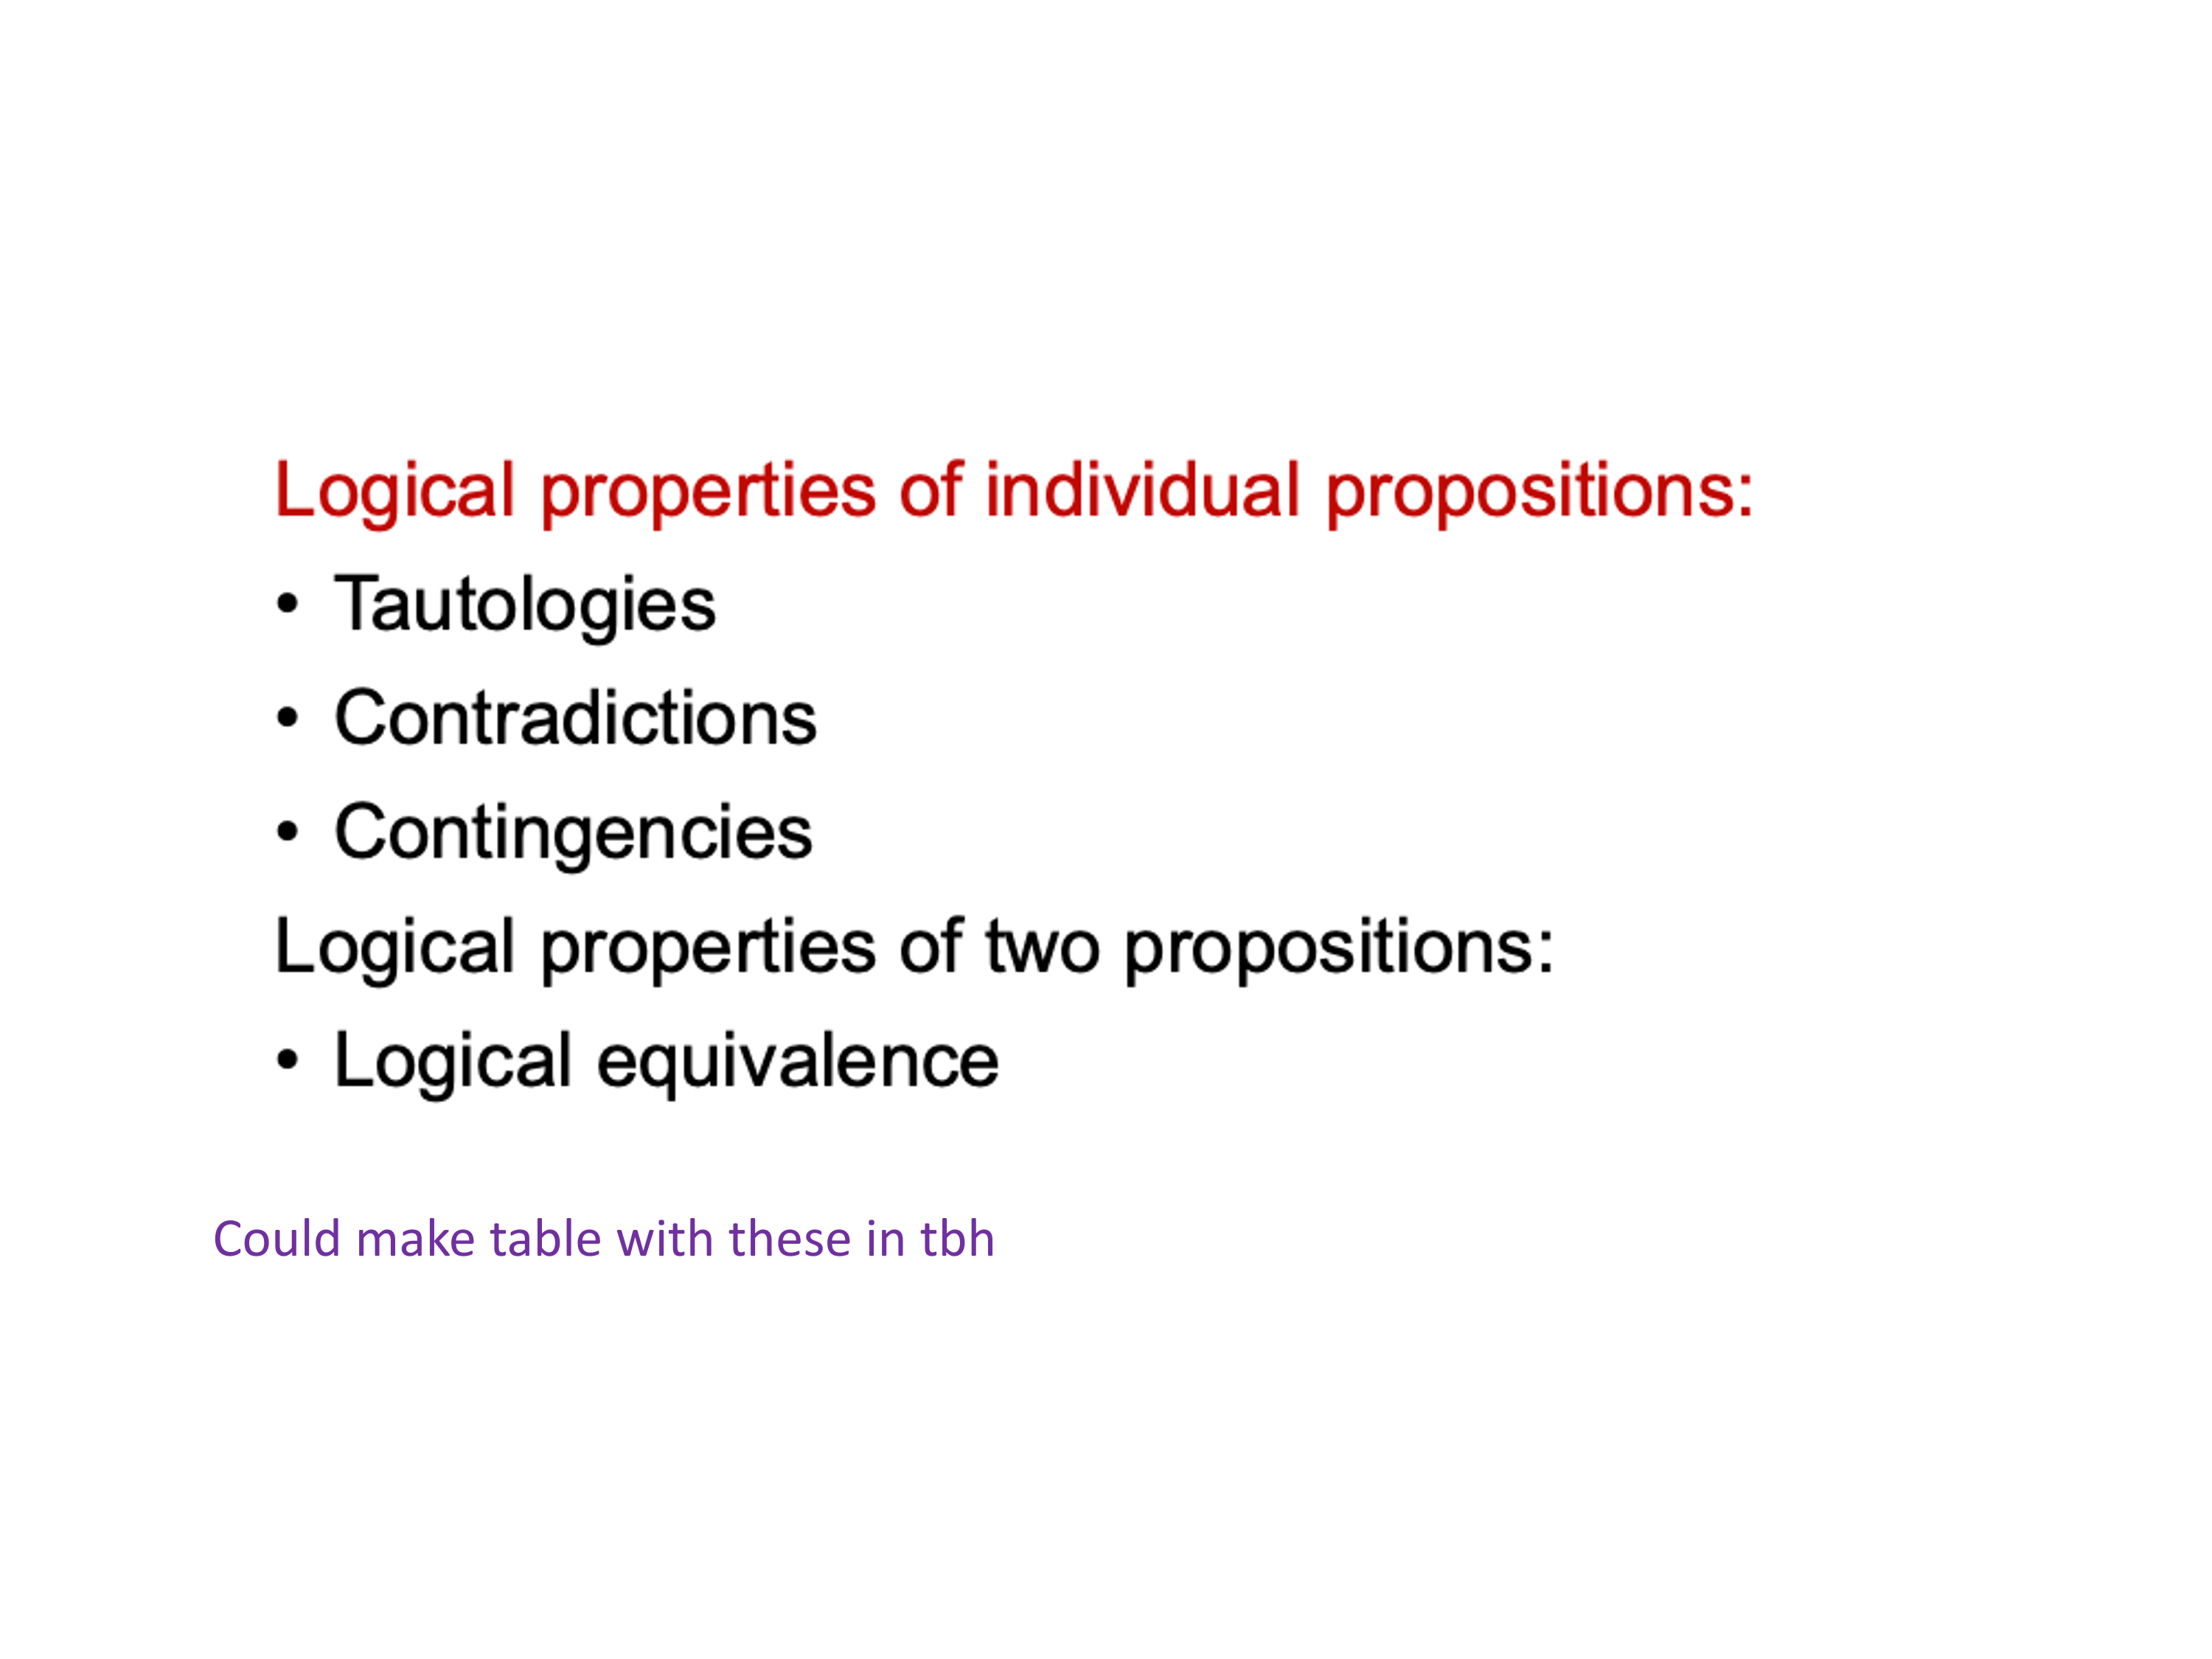 Logical properties of individual propositions:
• Tautologies
• Contradictions
• Contingencies
Logical properties of two propositions:
• Logical equivalence
Could make table with these in tbh